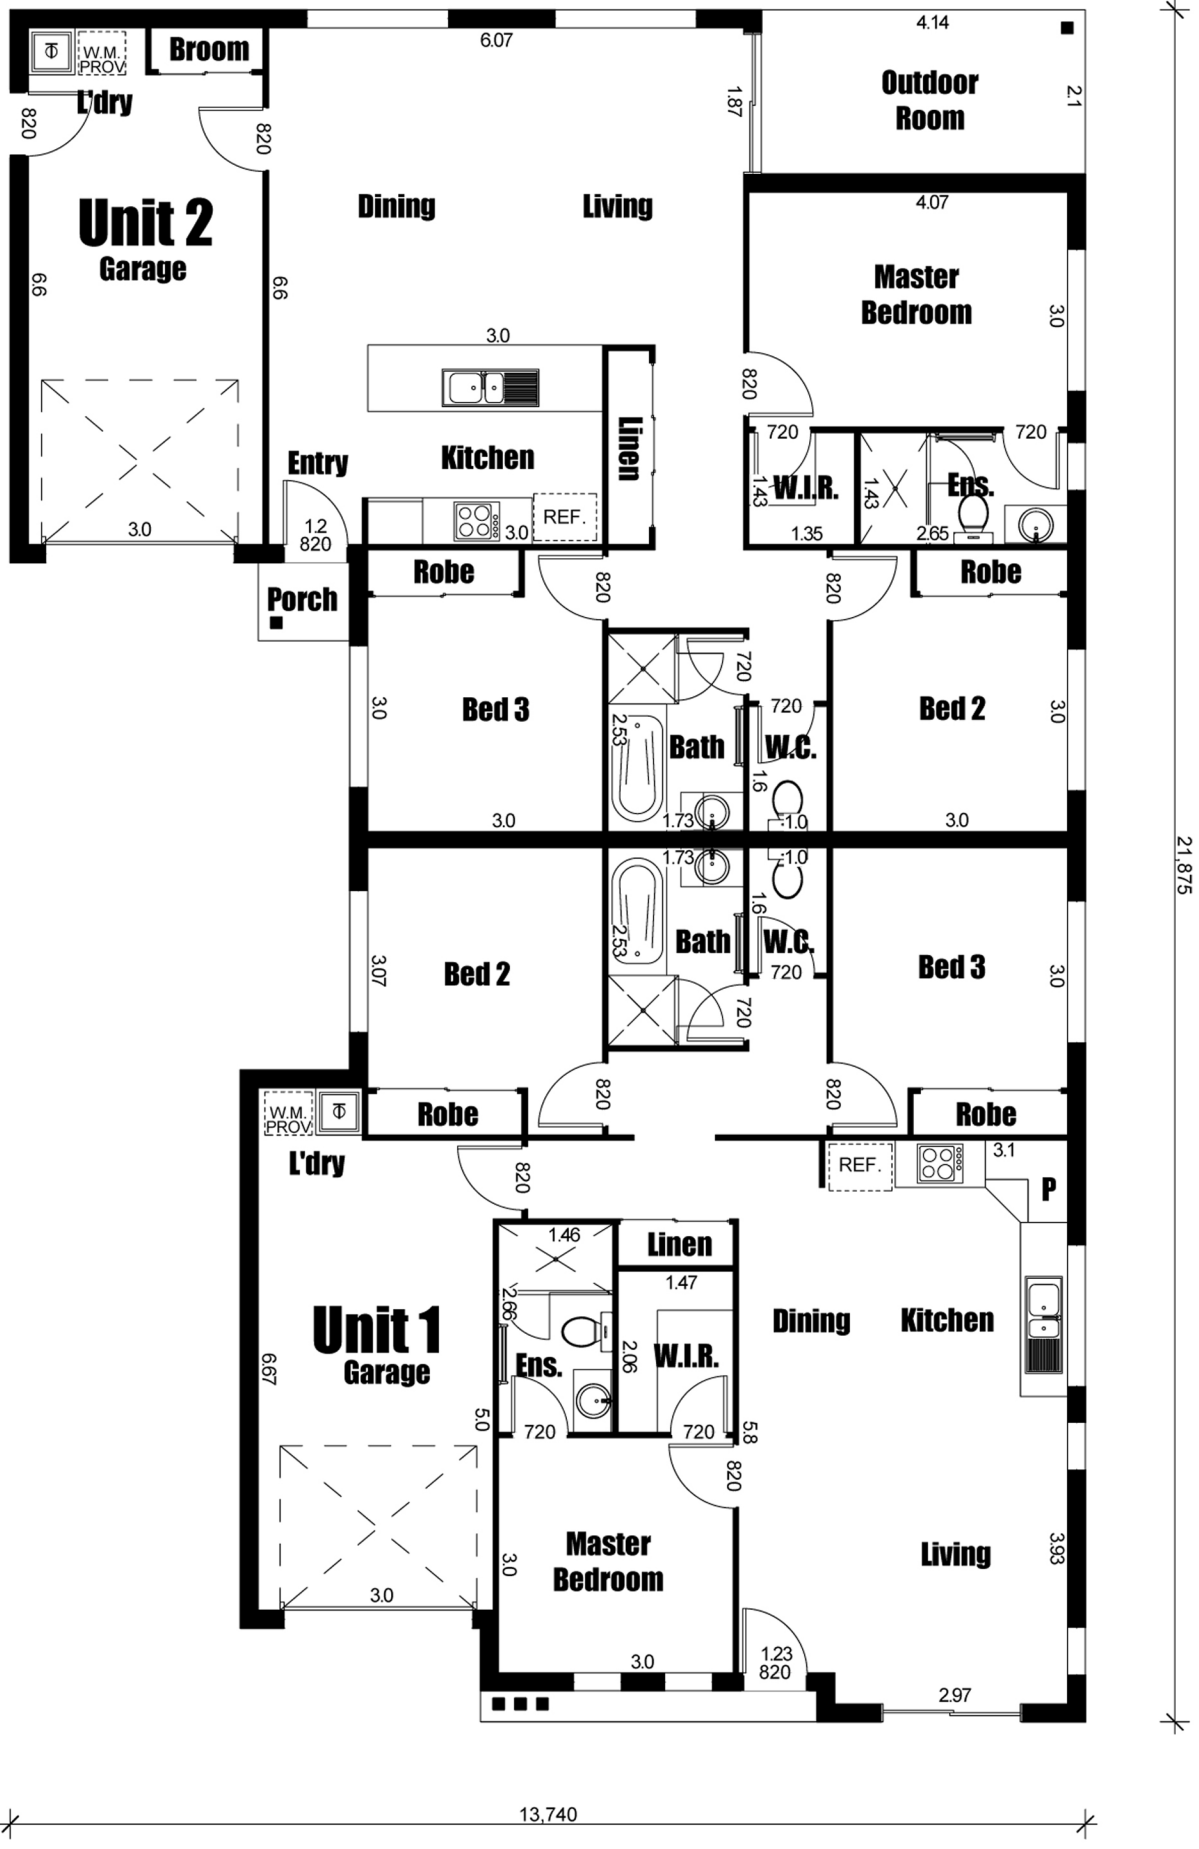 4.14
W.M.
PROV
Broom
6.07
Outdoor
Room
2.1
1.87
L'dry
820
820
Unit 2
Garage
Dining
Living
4.07
Master
Bedroom
3.0
6.6
6.6
3.0
820
Linen
Kitchen
Entry
720
720
1.43
W.I.R.
1.43
Ens.
3.0
1.2
820
3.0
REF.
1.35
2.65
Robe
Robe
Porch
820
820
720
3.0
Bed 3
2.53
Bath
720
W.C.
1.6
Bed 2
3.0
3.0
1.73
1.0
3.0
21,875
1.73
1.0
3.07
Bed 2
2.53
Bath
1.6
W.C.
720
Bed 3
3.0
720
820
820
W.M.
PROV
Robe
Robe
L'dry
820
REF.
3.1
P
1.46
Linen
2.66
1.47
Unit 1
Garage
Dining
Kitchen
6.67
Ens.
2.06
W.I.R.
5.0
720
720
5.8
820
3.0
Master
Bedroom
Living
3.93
3.0
3.0
1.23
820
2.97
13,740